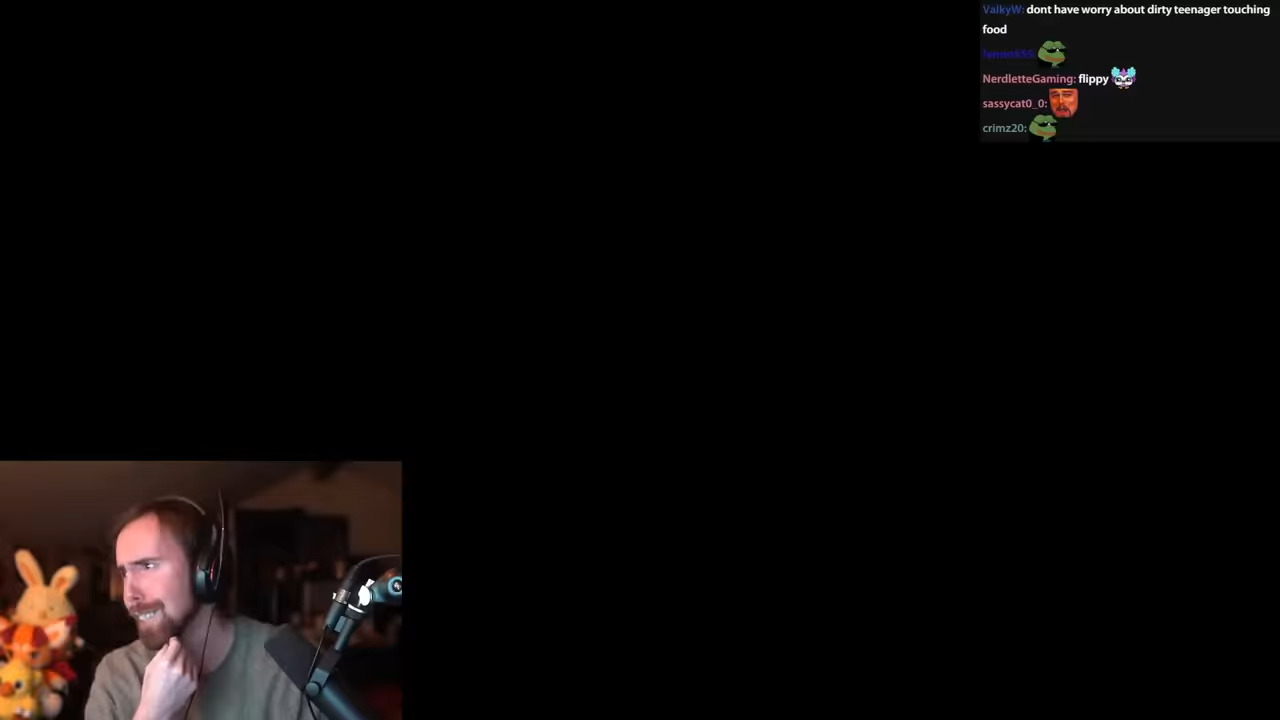 ValkyW: dont have worry about dirty teenager touching
food
NerdletteGaming: flippy
sassycat0_0:
crimz20: